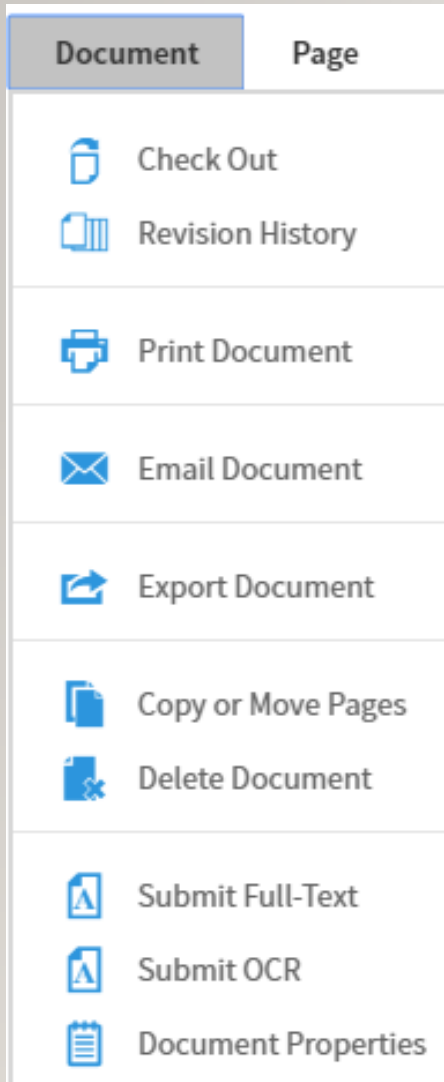 Document Page
Check Out
Revision History
Print Document
Email Document
Export Document
Copy or Move Pages
Delete Document
Submit Full-Text
Submit OCR
Document Properties